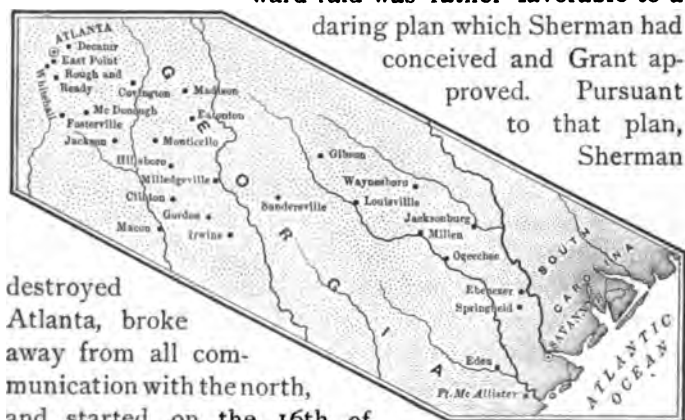 ward raid was rather favorable to a
daring plan which Sherman had
conceived and Grant ap-
proved. Pursuant
to that plan,
Sherman
ATLANTA
Decatur
East Point
Rough and
Ready
Whitehall
Covington
Madison
Mc Donough
Fosterville
Eatonton
Jackson
Monticello
Hillsboro
Milledgeville
Clinton
Gordon
Macon
Irwins
GEORGIA
Gibson
Waynesboro
Louisville
Sandersville
Jacksonburg
Millen
Ogeechee
Ebenezer
Springfield
Eden
Ft. Mc Allister
SOUTH
CAROLINA
SAVANNAH
ATLANTIC
OCEAN
destroyed
Atlanta, broke
away from all com-
munication with the north,
and started on the 16th of